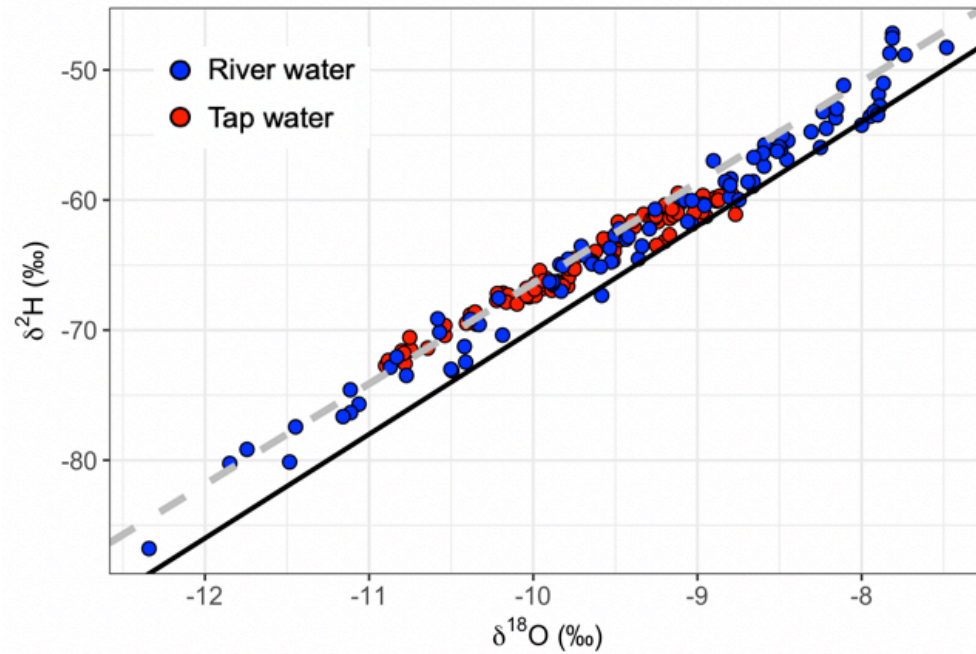 -50
-60
-70
-80
δ²H (‰)
River water
Tap water
-12
-11
-10
-9
-8
δ¹⁸O (‰)